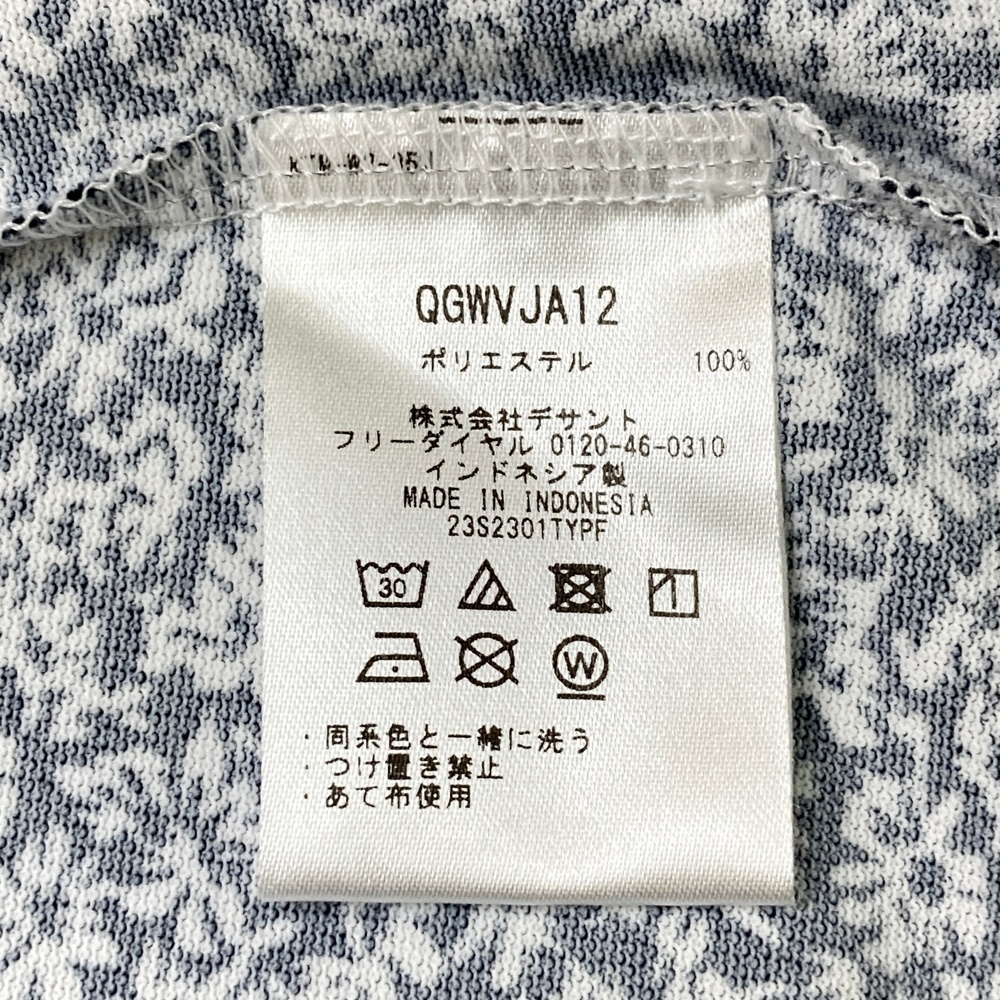 QGWVJA12
ポリエステル 100%
株式会社デサント
フリーダイヤル 0120-46-0310
インドネシア製
MADE IN INDONESIA
23S2301TYPF
30
W
・同系色と一緒に洗う
・つけ置き禁止
・あて布使用